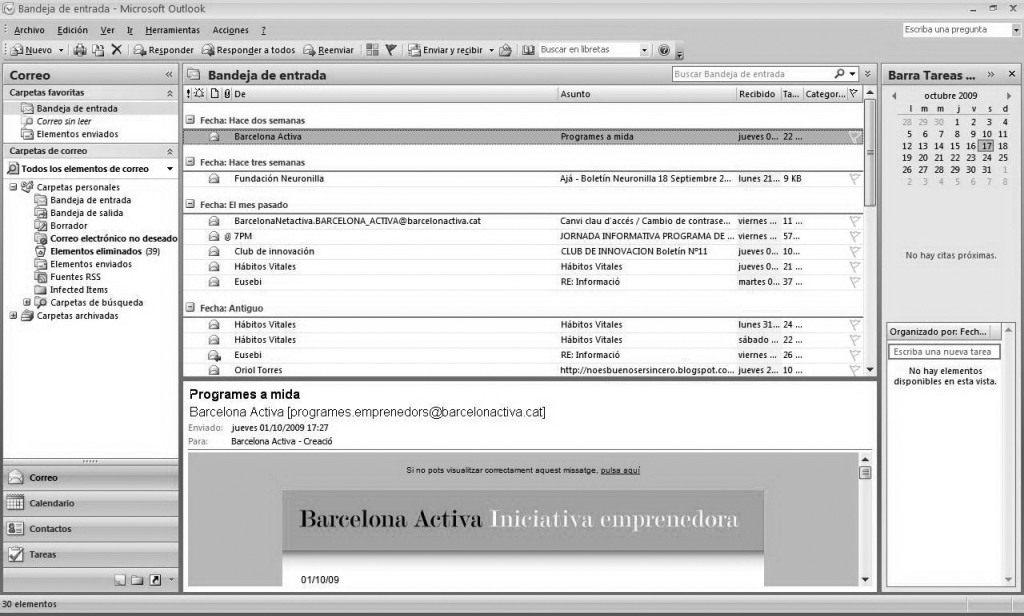 Bandeja de entrada - Microsoft Outlook
Archivo Edición Ver Ir Herramientas Acciones ?
Escriba una pregunta
Nuevo Responder Responder a todos Reenviar Enviar y recibir Buscar en libretas
Correo
Carpetas favoritas
Bandeja de entrada
Correo sin leer
Elementos enviados
Carpetas de correo
Todos los elementos de correo
Carpetas personales
Bandeja de entrada
Bandeja de salida
Borrador
Correo electrónico no deseado
Elementos eliminados (39)
Elementos enviados
Fuentes RSS
Infected Items
Carpetas de búsqueda
Carpetas archivadas
Correo
Calendario
Contactos
Tareas
30 elementos
Bandeja de entrada
Buscar Bandeja de entrada
De Asunto Recibido Ta... Categor...
Fecha: Hace dos semanas
Barcelona Activa Programes a mida jueves 0... 22 ...
Fecha: Hace tres semanas
Fundación Neuronilla Ajá - Boletín Neuronilla 18 Septiembre 2... lunes 21... 9 KB
Fecha: El mes pasado
BarcelonaNetactiva.BARCELONA_ACTIVA@barcelonactiva.cat Canvi clau d'accés / Cambio de contrase... viernes ... 11 ...
7PM JORNADA INFORMATIVA PROGRAMA DE ... viernes ... 57...
Club de innovación CLUB DE INNOVACION Boletín Nº11 jueves 0... 10...
Hábitos Vitales Hábitos Vitales jueves 0... 21 ...
Eusebi RE: Informació martes 0... 37 ...
Fecha: Antiguo
Hábitos Vitales Hábitos Vitales lunes 31... 24 ...
Hábitos Vitales Hábitos Vitales sábado ... 22 ...
Eusebi RE: Informació viernes ... 26 ...
Oriol Torres http://noesbuenosersincero.blogspot.co... jueves 2... 10 ...
Programes a mida
Barcelona Activa [programes.emprenedors@barcelonactiva.cat]
Enviado: jueves 01/10/2009 17:27
Para: Barcelona Activa - Creació
Si no pots visualitzar correctament aquest missatge, pulsa aquí
Barcelona Activa Iniciativa emprenedora
01/10/09
Barra Tareas ...
octubre 2009
l m m j v s d
28 29 30 1 2 3 4
5 6 7 8 9 10 11
12 13 14 15 16 17 18
19 20 21 22 23 24 25
26 27 28 29 30 31 1
2 3 4 5 6 7 8
No hay citas próximas.
Organizado por: Fech...
Escriba una nueva tarea
No hay elementos
disponibles en esta vista.